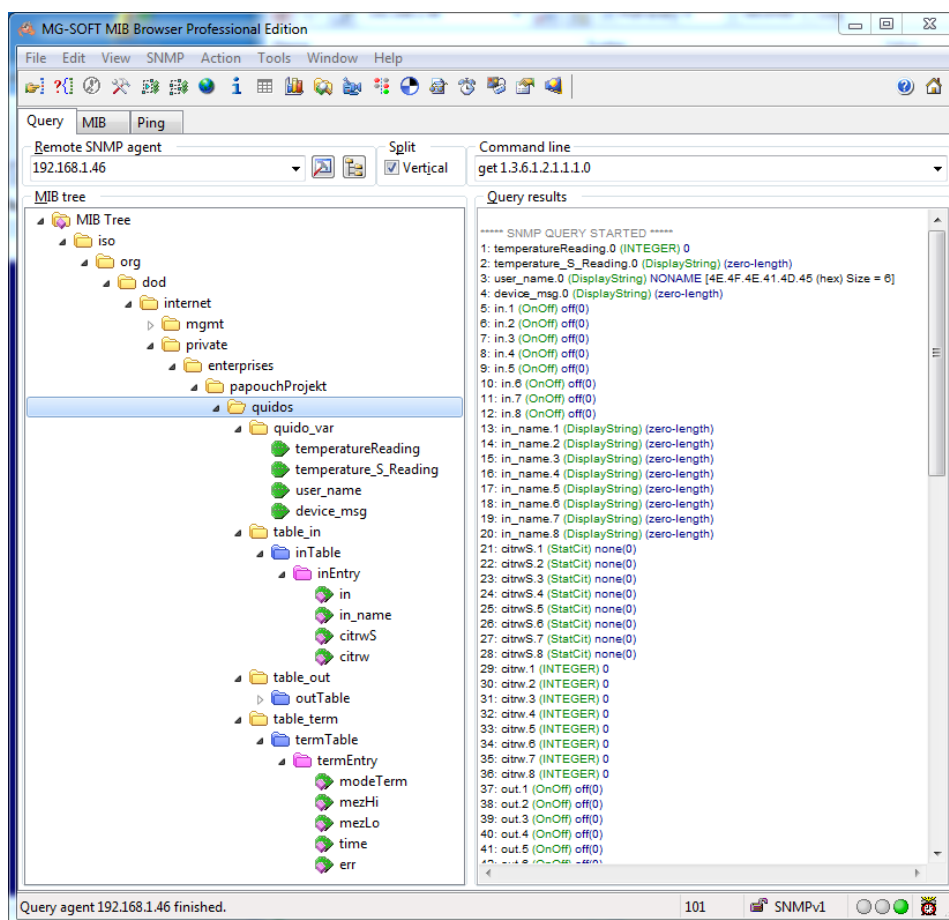 MG-SOFT MIB Browser Professional Edition
File Edit View SNMP Action Tools Window Help
Query MIB Ping
Remote SNMP agent
192.168.1.46
Split
Vertical
Command line
get 1.3.6.1.2.1.1.1.0
MIB tree
MIB Tree
iso
org
dod
internet
mgmt
private
enterprises
papouchProjekt
quidos
quido_var
temperatureReading
temperature_S_Reading
user_name
device_msg
table_in
inTable
inEntry
in
in_name
citrwS
citrw
table_out
outTable
table_term
termTable
termEntry
modeTerm
mezHi
mezLo
time
err
Query results
***** SNMP QUERY STARTED *****
1: temperatureReading.0 (INTEGER) 0
2: temperature_S_Reading.0 (DisplayString) (zero-length)
3: user_name.0 (DisplayString) NONAME [4E.4F.4E.41.4D.45 (hex) Size = 6]
4: device_msg.0 (DisplayString) (zero-length)
5: in.1 (OnOff) off(0)
6: in.2 (OnOff) off(0)
7: in.3 (OnOff) off(0)
8: in.4 (OnOff) off(0)
9: in.5 (OnOff) off(0)
10: in.6 (OnOff) off(0)
11: in.7 (OnOff) off(0)
12: in.8 (OnOff) off(0)
13: in_name.1 (DisplayString) (zero-length)
14: in_name.2 (DisplayString) (zero-length)
15: in_name.3 (DisplayString) (zero-length)
16: in_name.4 (DisplayString) (zero-length)
17: in_name.5 (DisplayString) (zero-length)
18: in_name.6 (DisplayString) (zero-length)
19: in_name.7 (DisplayString) (zero-length)
20: in_name.8 (DisplayString) (zero-length)
21: citrwS.1 (StatCit) none(0)
22: citrwS.2 (StatCit) none(0)
23: citrwS.3 (StatCit) none(0)
24: citrwS.4 (StatCit) none(0)
25: citrwS.5 (StatCit) none(0)
26: citrwS.6 (StatCit) none(0)
27: citrwS.7 (StatCit) none(0)
28: citrwS.8 (StatCit) none(0)
29: citrw.1 (INTEGER) 0
30: citrw.2 (INTEGER) 0
31: citrw.3 (INTEGER) 0
32: citrw.4 (INTEGER) 0
33: citrw.5 (INTEGER) 0
34: citrw.6 (INTEGER) 0
35: citrw.7 (INTEGER) 0
36: citrw.8 (INTEGER) 0
37: out.1 (OnOff) off(0)
38: out.2 (OnOff) off(0)
39: out.3 (OnOff) off(0)
40: out.4 (OnOff) off(0)
41: out.5 (OnOff) off(0)
Query agent 192.168.1.46 finished.
101
SNMPv1